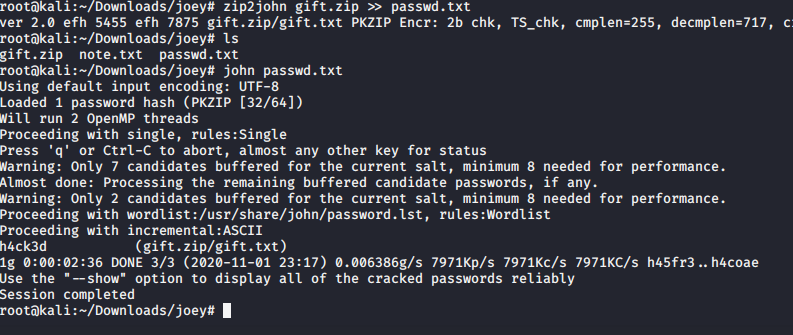 root@kali:~/Downloads/joey# zip2john gift.zip >> passwd.txt
ver 2.0 efh 5455 efh 7875 gift.zip/gift.txt PKZIP Encr: 2b chk, TS_chk, cmplen=255, decmplen=717, c
root@kali:~/Downloads/joey# ls
gift.zip  note.txt  passwd.txt
root@kali:~/Downloads/joey# john passwd.txt
Using default input encoding: UTF-8
Loaded 1 password hash (PKZIP [32/64])
Will run 2 OpenMP threads
Proceeding with single, rules:Single
Press 'q' or Ctrl-C to abort, almost any other key for status
Warning: Only 7 candidates buffered for the current salt, minimum 8 needed for performance.
Almost done: Processing the remaining buffered candidate passwords, if any.
Warning: Only 2 candidates buffered for the current salt, minimum 8 needed for performance.
Proceeding with wordlist:/usr/share/john/password.lst, rules:Wordlist
Proceeding with incremental:ASCII
h4ck3d           (gift.zip/gift.txt)
1g 0:00:02:36 DONE 3/3 (2020-11-01 23:17) 0.006386g/s 7971Kp/s 7971Kc/s 7971KC/s h45fr3..h4coae
Use the "--show" option to display all of the cracked passwords reliably
Session completed
root@kali:~/Downloads/joey#